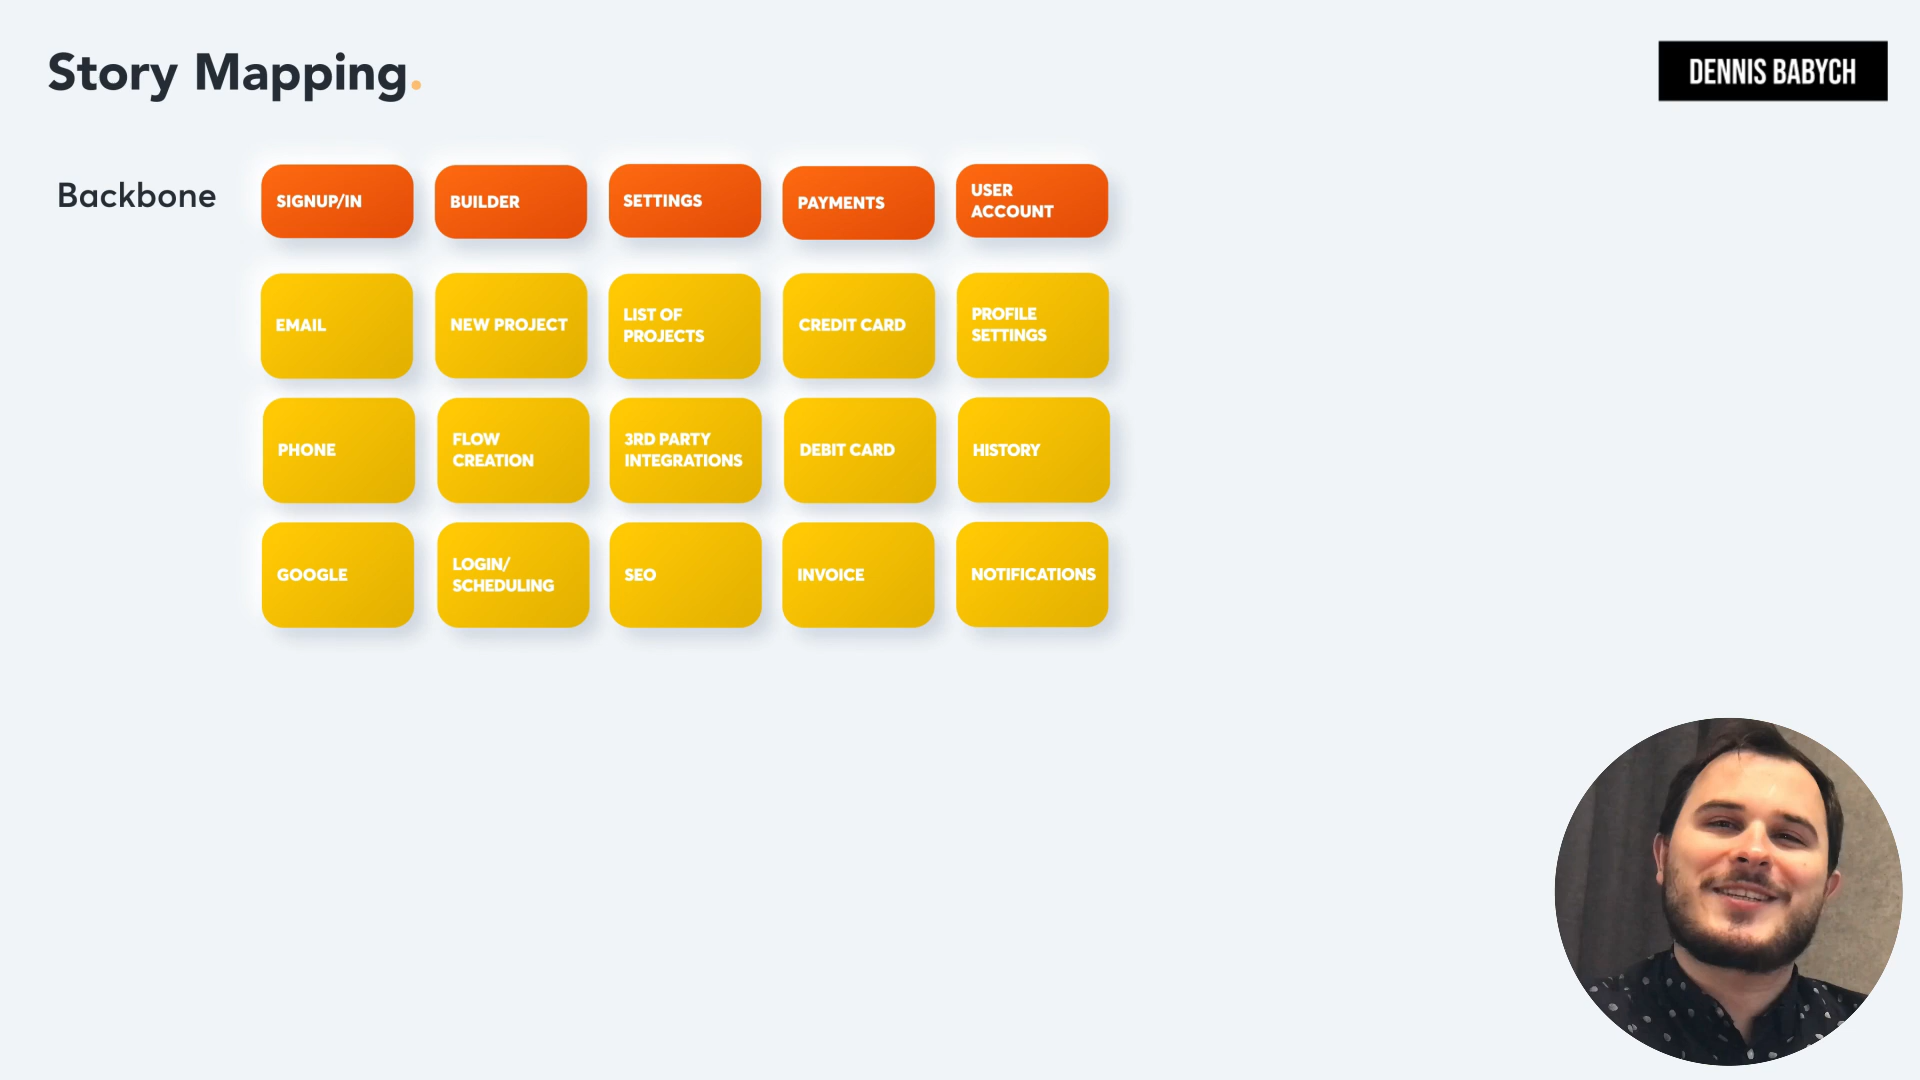 Story Mapping.
DENNIS BABYCH
Backbone
SIGNUP/IN
BUILDER
SETTINGS
PAYMENTS
USER
ACCOUNT
EMAIL
NEW PROJECT
LIST OF
PROJECTS
CREDIT CARD
PROFILE
SETTINGS
PHONE
FLOW
CREATION
3RD PARTY
INTEGRATIONS
DEBIT CARD
HISTORY
GOOGLE
LOGIN/
SCHEDULING
SEO
INVOICE
NOTIFICATIONS